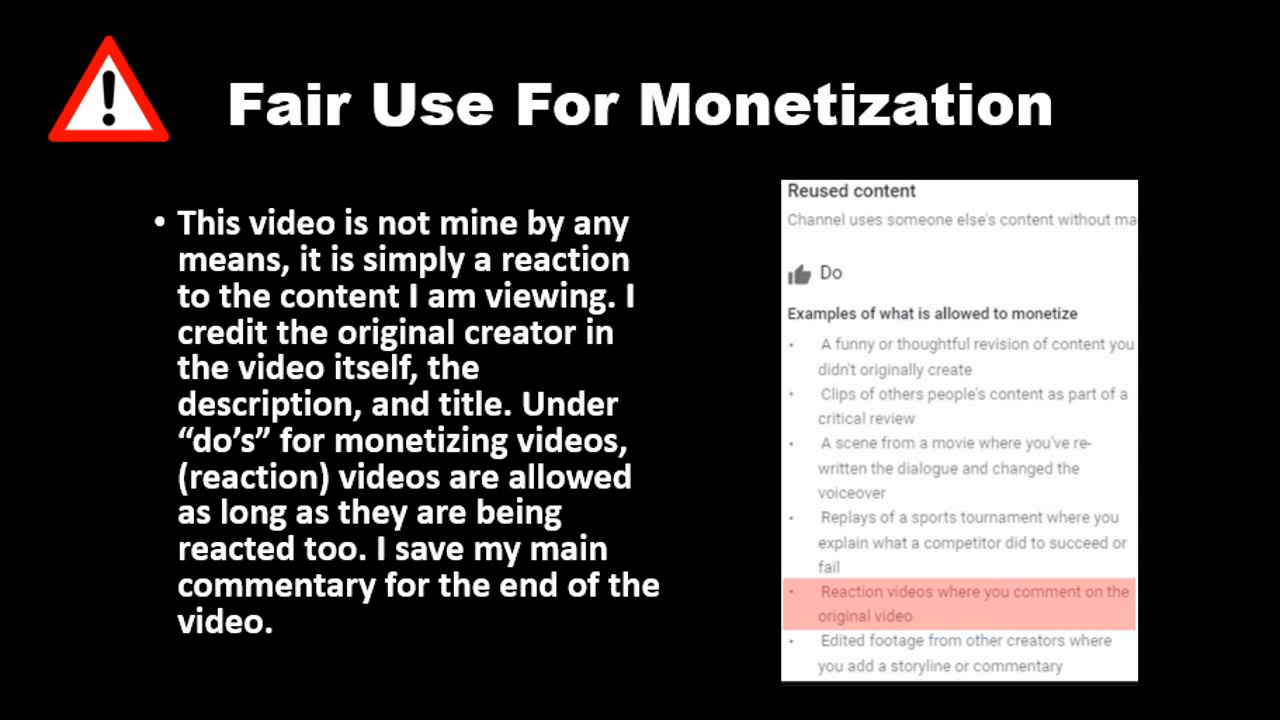 Fair Use For Monetization
• This video is not mine by any
means, it is simply a reaction
to the content I am viewing. I
credit the original creator in
the video itself, the
description, and title. Under
“do’s” for monetizing videos,
(reaction) videos are allowed
as long as they are being
reacted too. I save my main
commentary for the end of the
video.
Reused content
Channel uses someone else's content without ma
Do
Examples of what is allowed to monetize
• A funny or thoughtful revision of content you
didn't originally create
• Clips of others people's content as part of a
critical review
• A scene from a movie where you've re-
written the dialogue and changed the
voiceover
• Replays of a sports tournament where you
explain what a competitor did to succeed or
fail
• Reaction videos where you comment on the
original video
• Edited footage from other creators where
you add a storyline or commentary